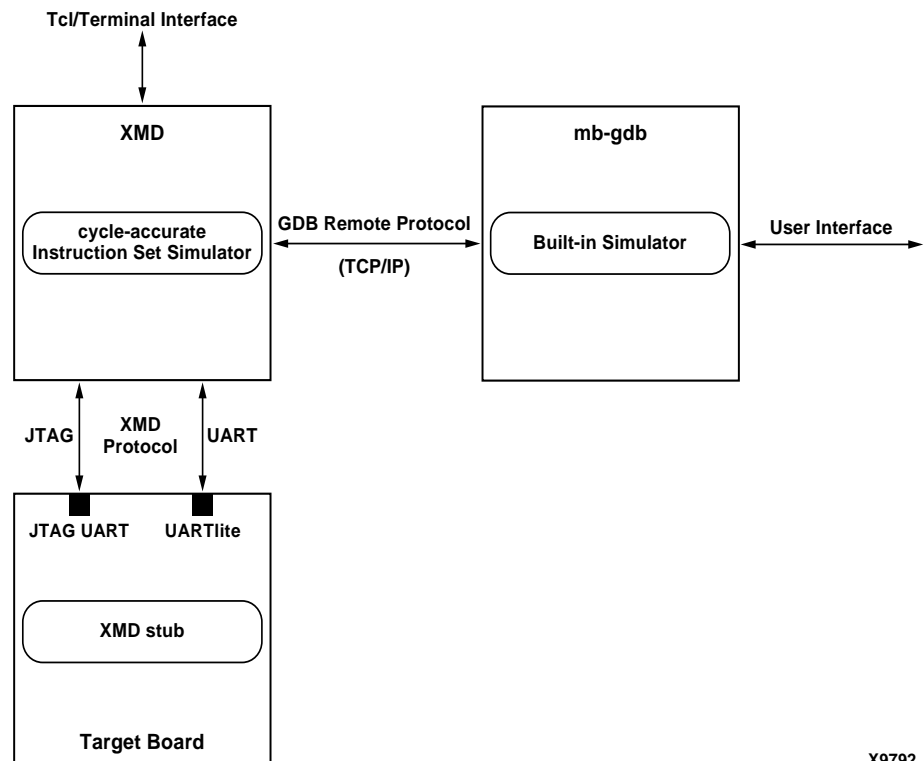 Tcl/Terminal Interface
XMD
mb-gdb
cycle-accurate
Instruction Set Simulator
GDB Remote Protocol
(TCP/IP)
Built-in Simulator
User Interface
JTAG
XMD
Protocol
UART
JTAG UART
UARTlite
XMD stub
Target Board
X9792